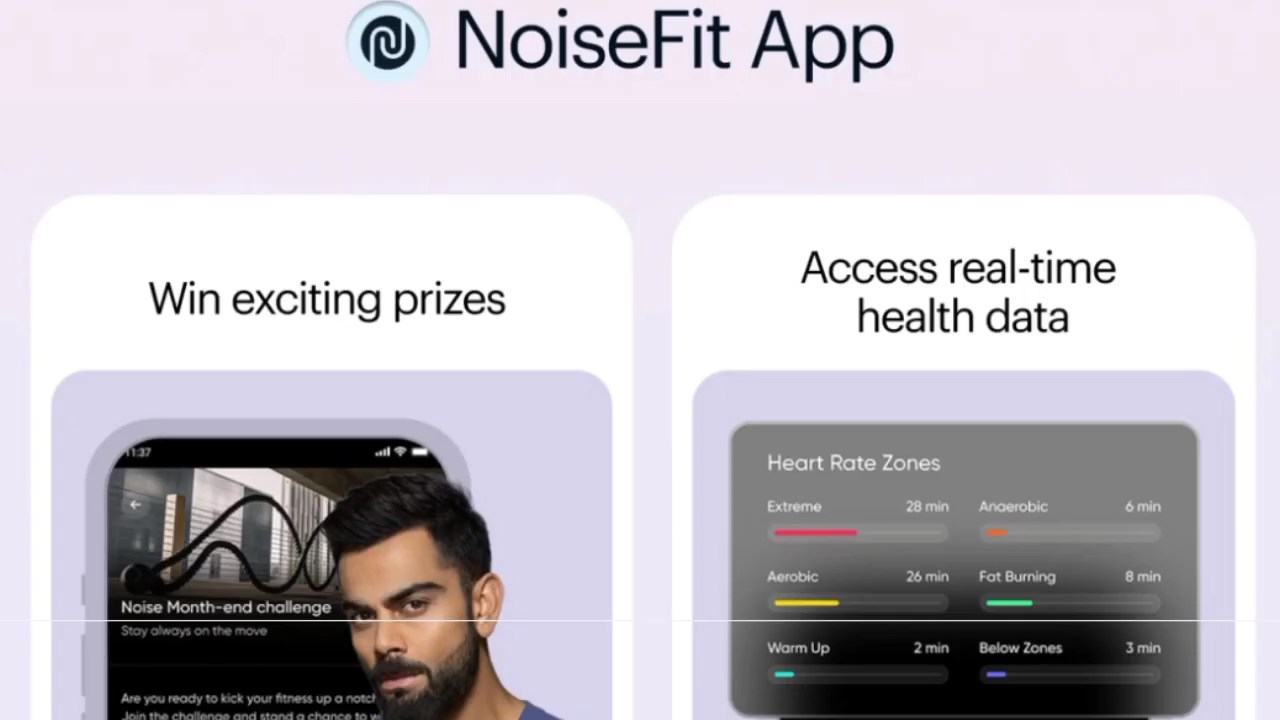 NoiseFit App
Win exciting prizes
11:37
Noise Month-end challenge
Stay always on the move
Are you ready to kick your fitness up a notch
Join the challenge and stand a chance to
Access real-time
health data
Heart Rate Zones
Extreme 28 min Anaerobic 6 min
Aerobic 26 min Fat Burning 8 min
Warm Up 2 min Below Zones 3 min